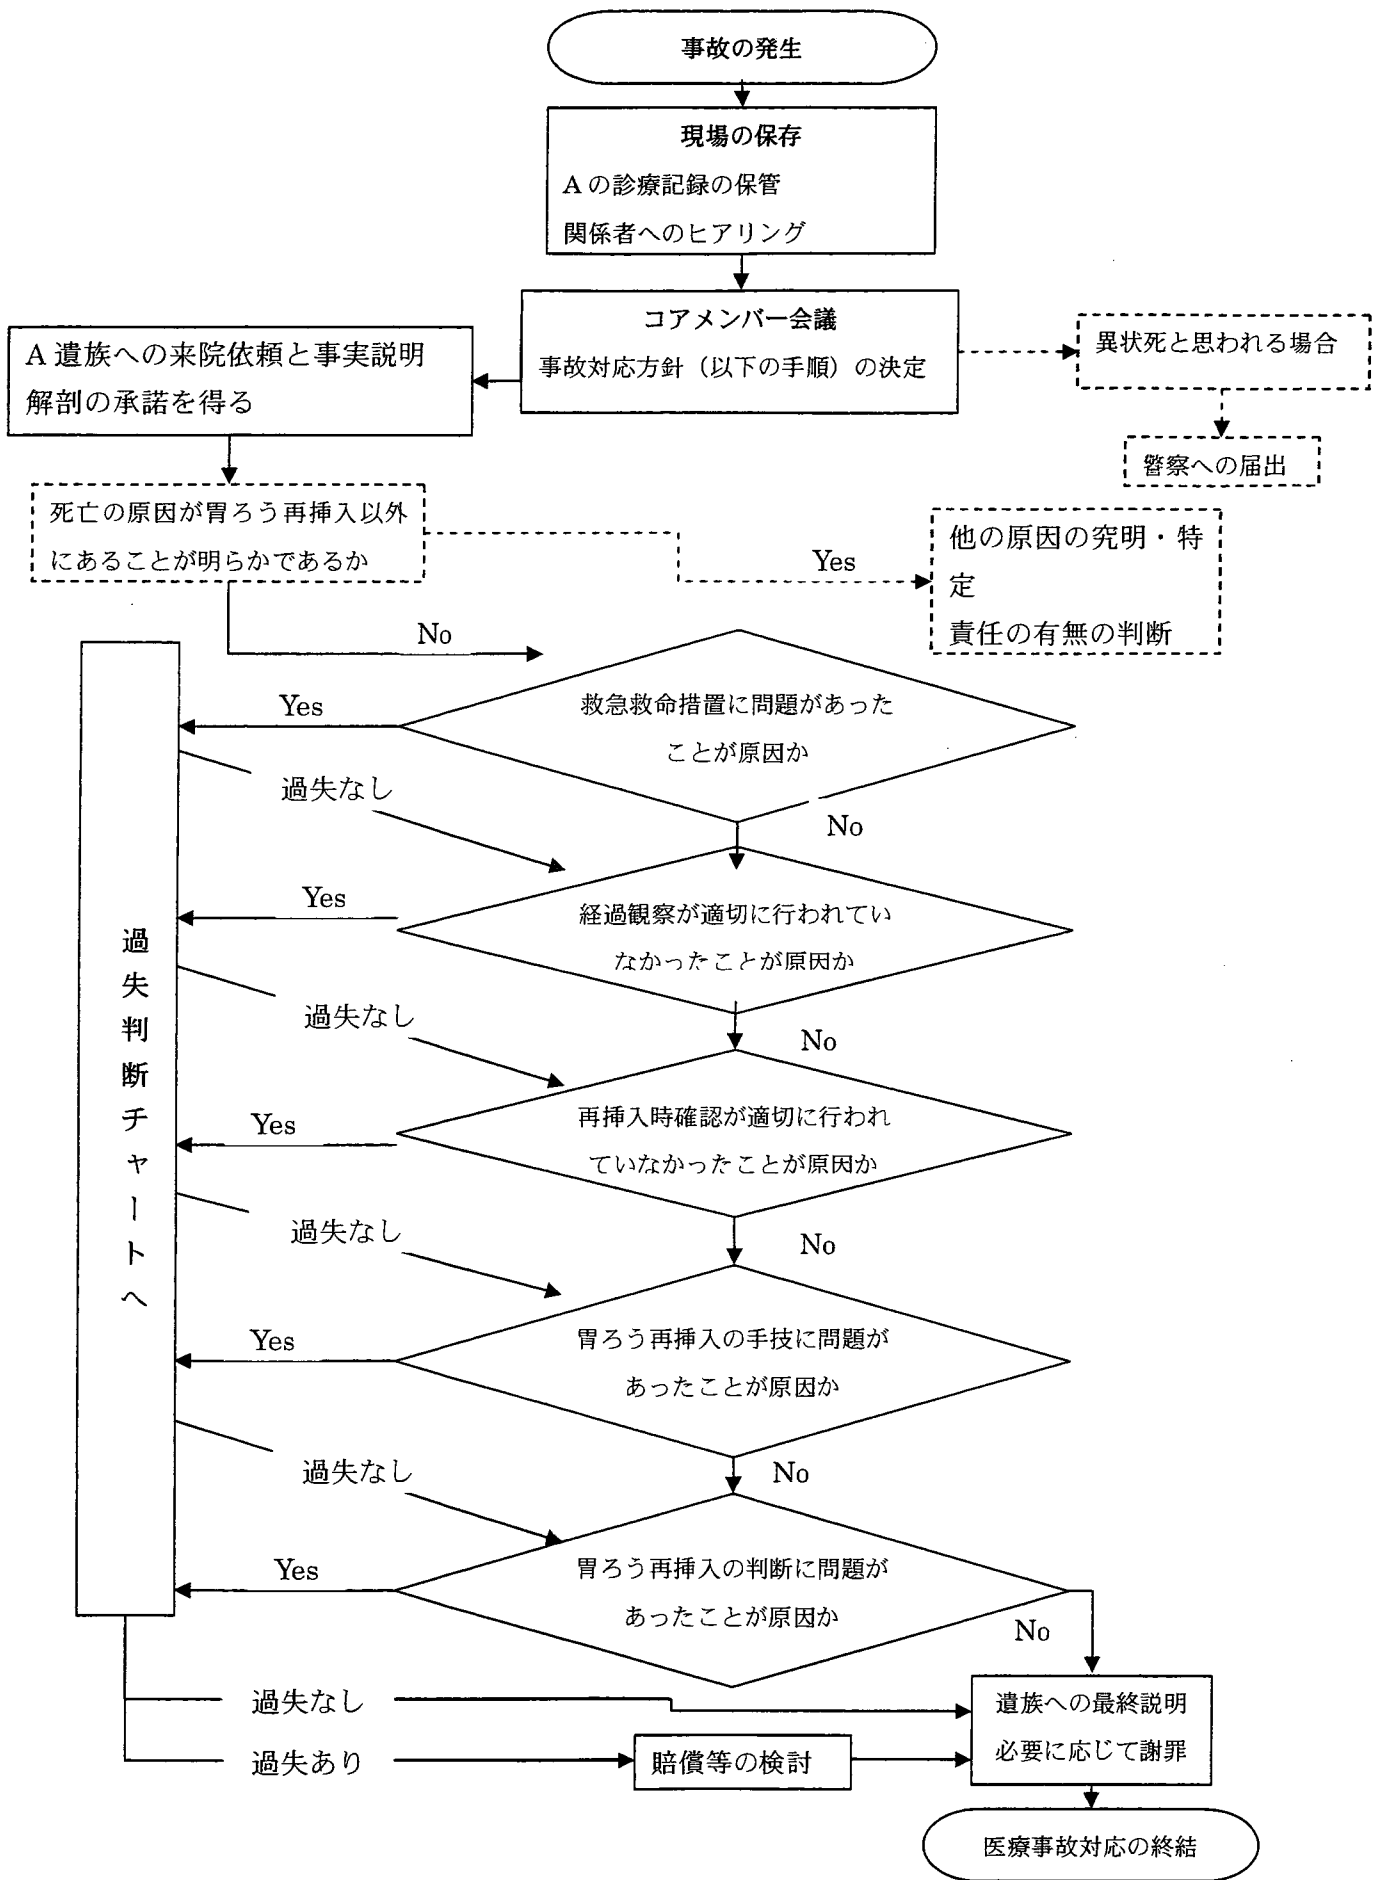 事故の発生
現場の保存
Aの診療記録の保管
関係者へのヒアリング
コアメンバー会議
事故対応方針（以下の手順）の決定
異状死と思われる場合
警察への届出
A遺族への来院依頼と事実説明
解剖の承諾を得る
死亡の原因が胃ろう再挿入以外
にあることが明らかであるか
Yes
他の原因の究明・特
定
責任の有無の判断
No
救急救命措置に問題があった
ことが原因か
Yes
過失なし
No
経過観察が適切に行われてい
なかったことが原因か
Yes
過失なし
No
再挿入時確認が適切に行われ
ていなかったことが原因か
Yes
過失なし
No
胃ろう再挿入の手技に問題が
あったことが原因か
Yes
過失なし
No
胃ろう再挿入の判断に問題が
あったことが原因か
Yes
No
過失判断チャートへ
過失なし
過失あり
賠償等の検討
遺族への最終説明
必要に応じて謝罪
医療事故対応の終結